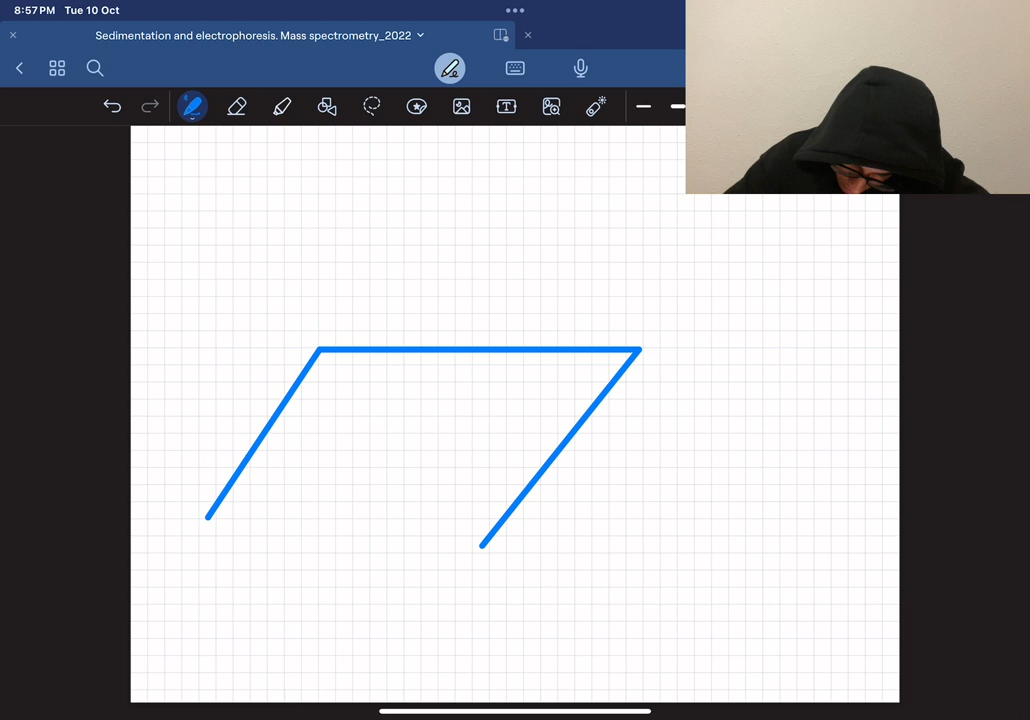 8:57 PM Tue 10 Oct
Sedimentation and electrophoresis. Mass spectrometry_2022
T